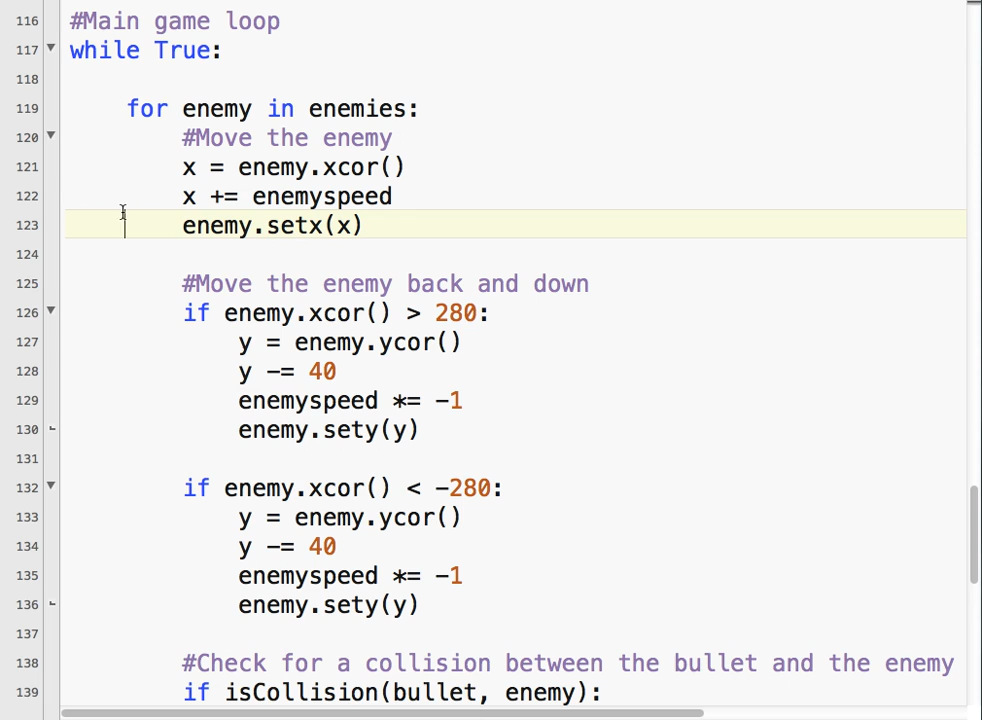 116 #Main game loop
117 while True:
118
119     for enemy in enemies:
120         #Move the enemy
121         x = enemy.xcor()
122         x += enemyspeed
123         enemy.setx(x)
124
125         #Move the enemy back and down
126         if enemy.xcor() > 280:
127             y = enemy.ycor()
128             y -= 40
129             enemyspeed *= -1
130             enemy.sety(y)
131
132         if enemy.xcor() < -280:
133             y = enemy.ycor()
134             y -= 40
135             enemyspeed *= -1
136             enemy.sety(y)
137
138         #Check for a collision between the bullet and the enemy
139         if isCollision(bullet, enemy):